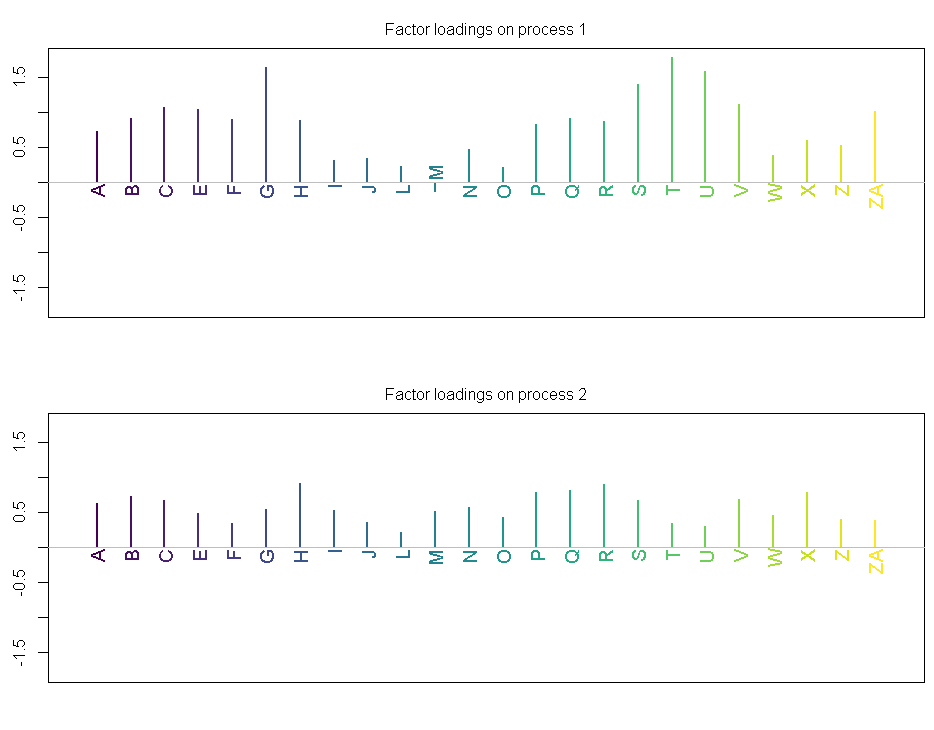 Factor loadings on process 1
1.5
0.5
-0.5
-1.5
A B C E F G H I J L M N O P Q R S T U V W X Z ZA
Factor loadings on process 2
1.5
0.5
-0.5
-1.5
A B C E F G H I J L M N O P Q R S T U V W X Z ZA